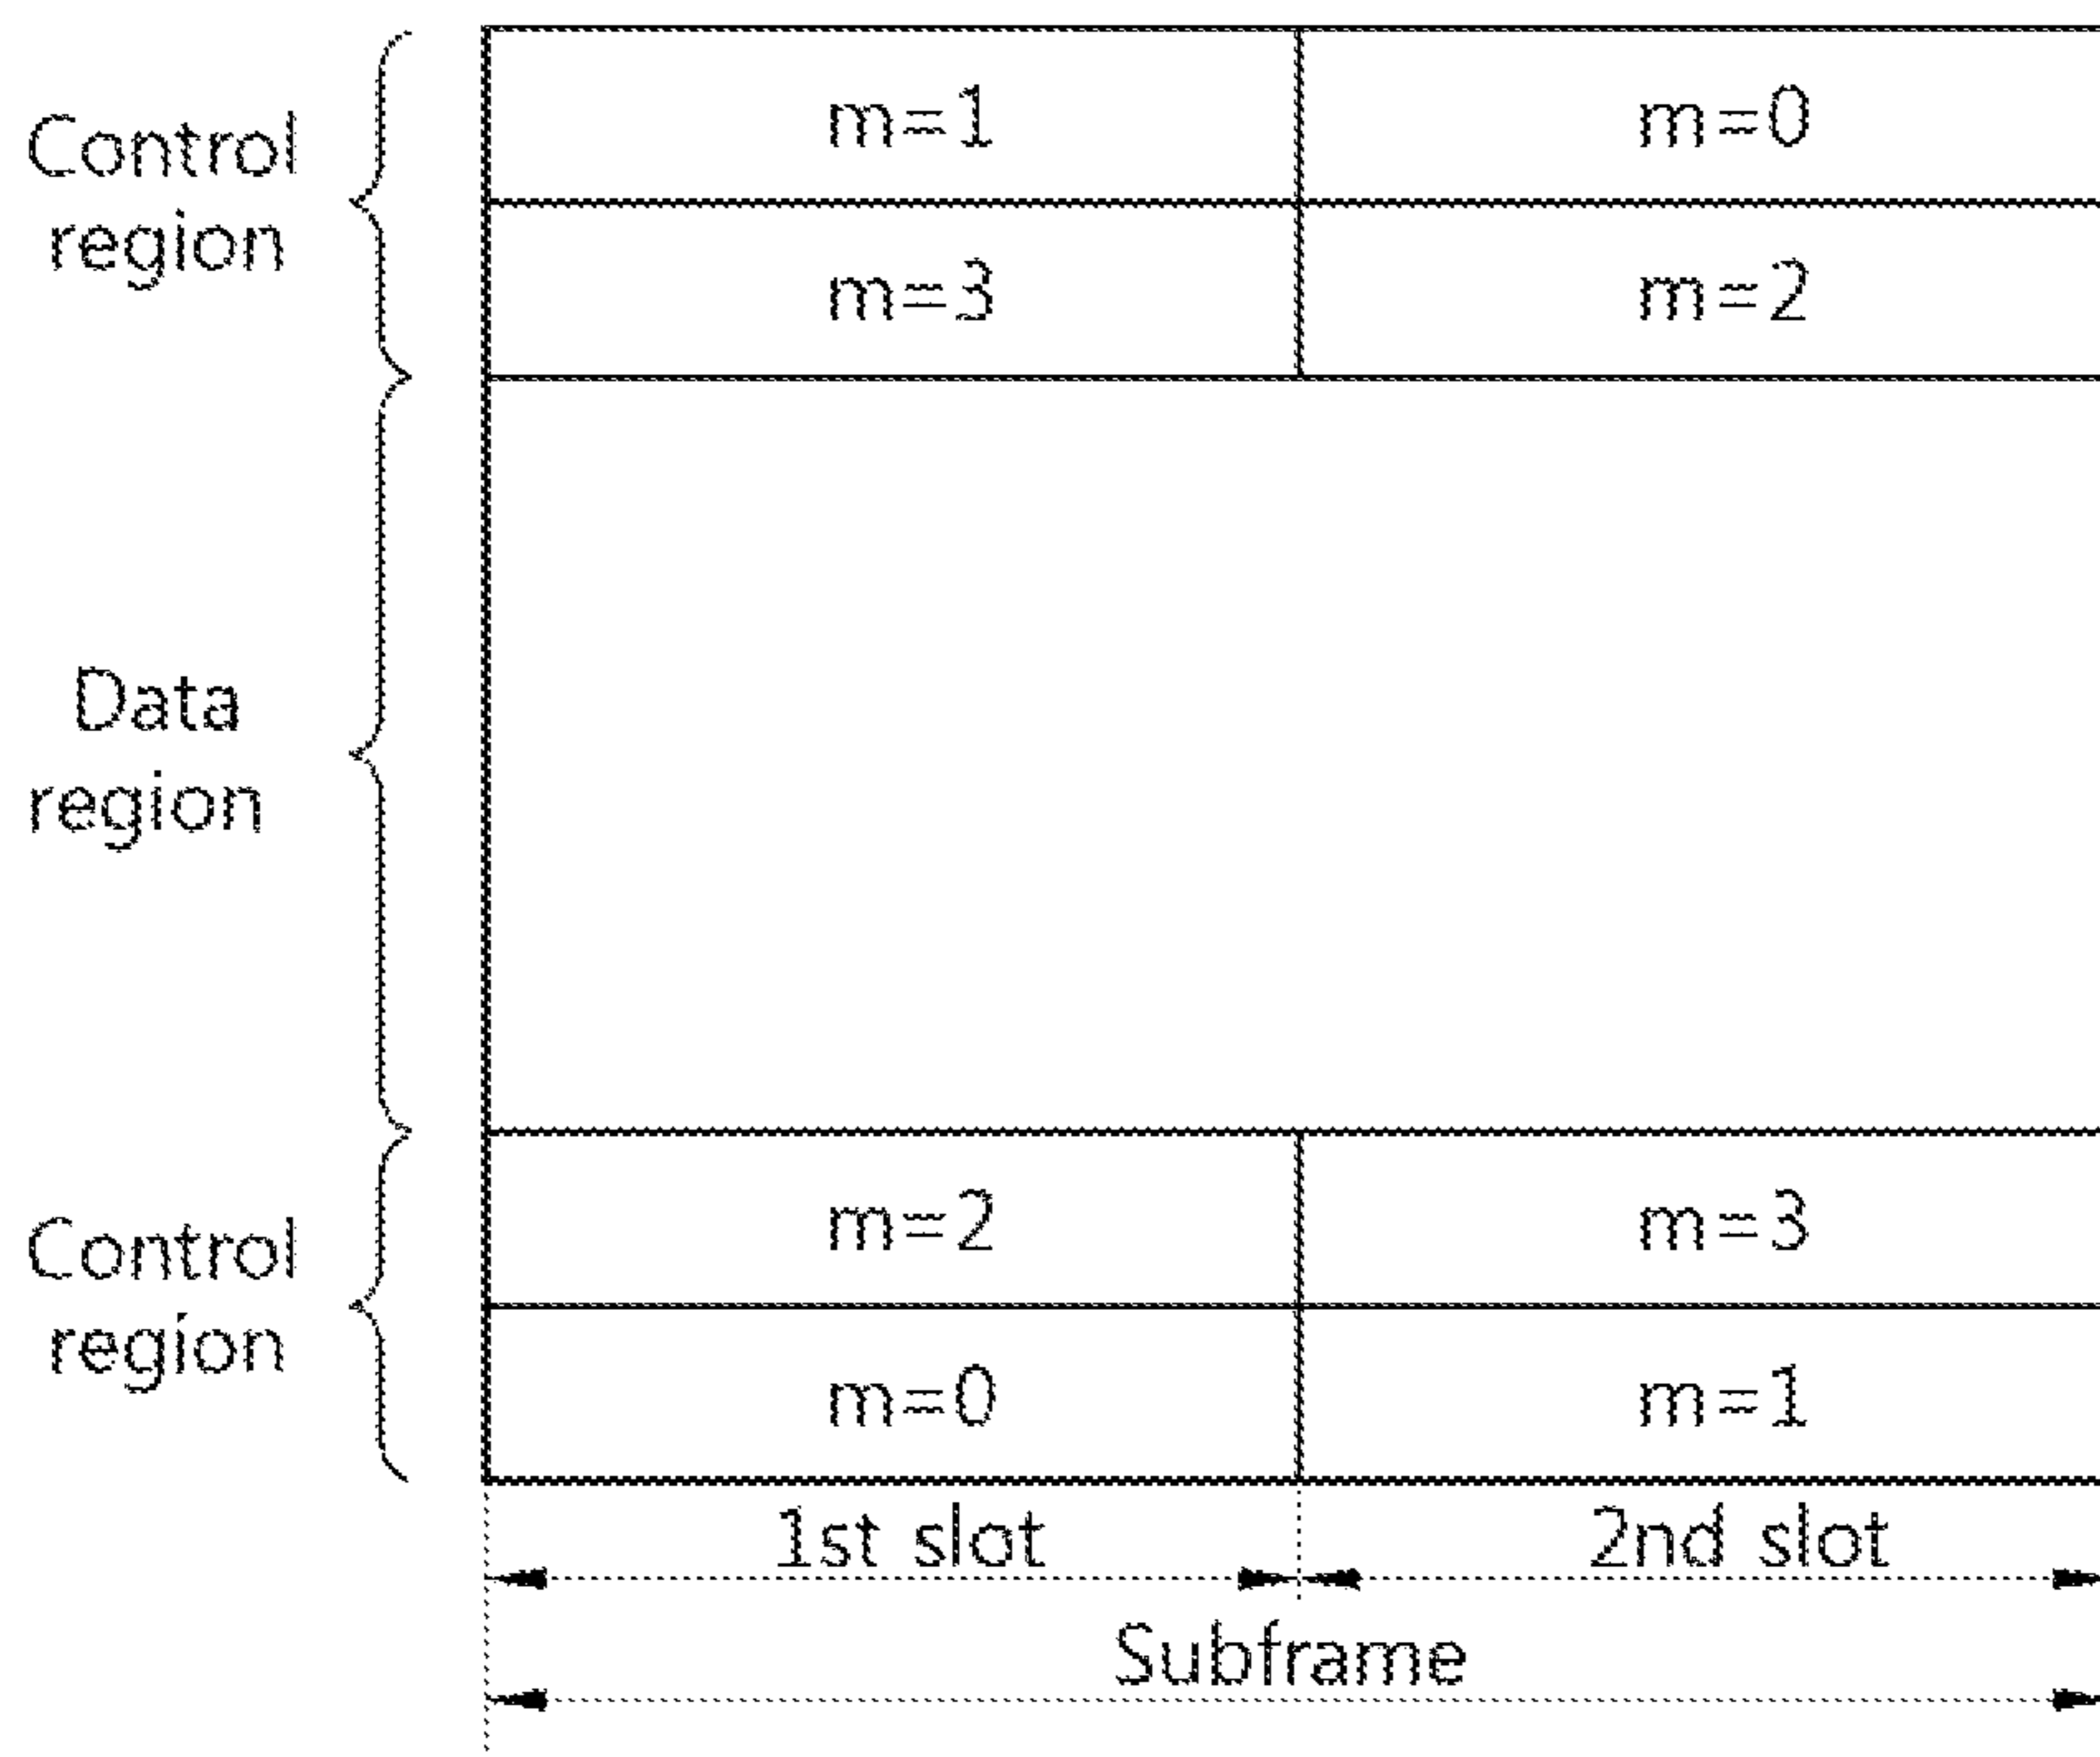 m=1 m=0
Control
region
m=3 m=2
Data
region
m=2 m=3
Control
region
m=0 m=1
1st slot 2nd slot
Subframe